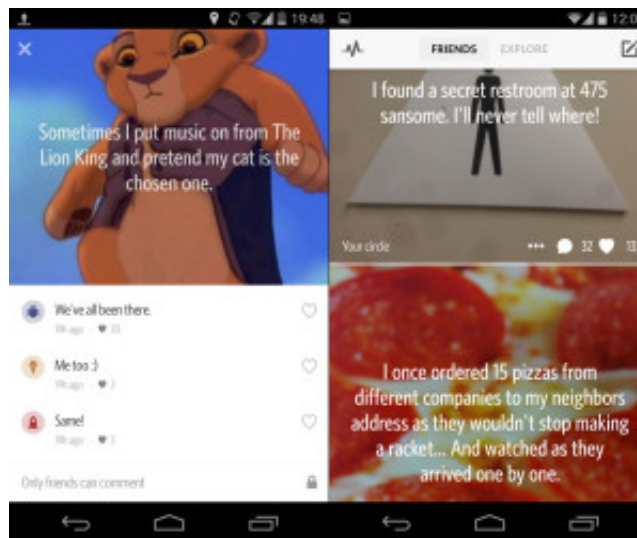 19:48
Sometimes I put music on from The
Lion King and pretend my cat is the
chosen one.
We've all been there.
Me too :)
Same!
Only friends can comment
FRIENDS EXPLORE
I found a secret restroom at 475
sansome. I'll never tell where!
Your circle
32
I once ordered 15 pizzas from
different companies to my neighbors
address as they wouldn't stop making
a racket... And watched as they
arrived one by one.